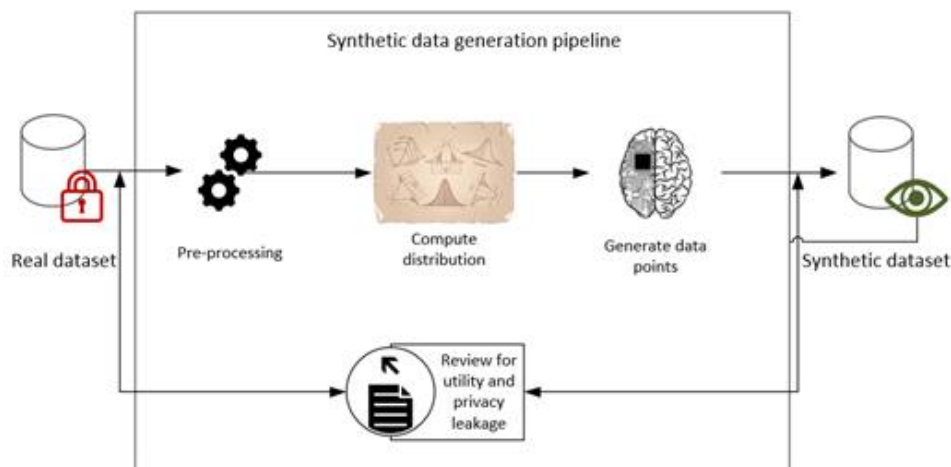 Synthetic data generation pipeline
Real dataset
Pre-processing
Compute
distribution
Generate data
points
Synthetic dataset
Review for
utility and
privacy
leakage